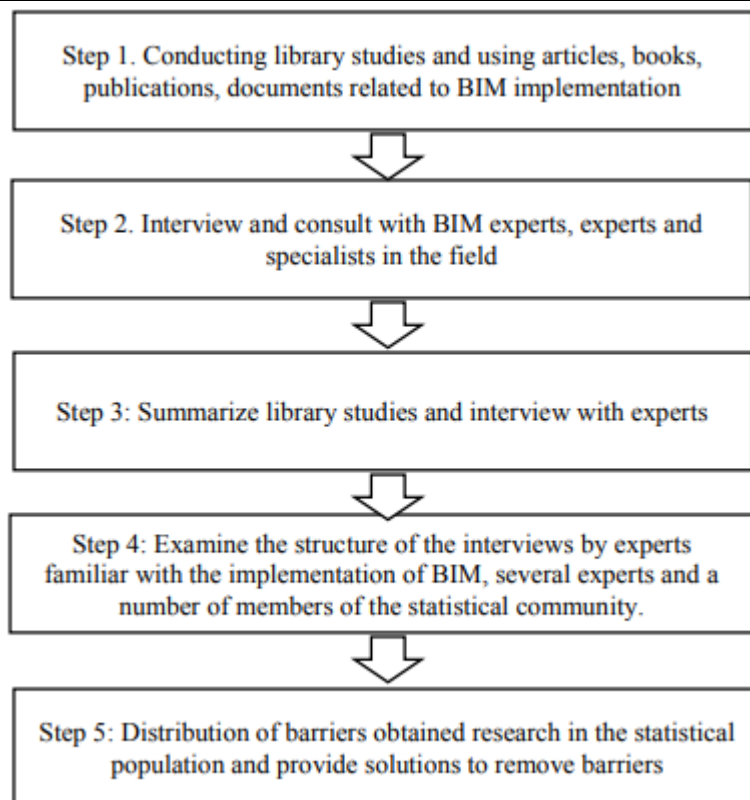 Step 1. Conducting library studies and using articles, books,
publications, documents related to BIM implementation
Step 2. Interview and consult with BIM experts, experts and
specialists in the field
Step 3: Summarize library studies and interview with experts
Step 4: Examine the structure of the interviews by experts
familiar with the implementation of BIM, several experts and a
number of members of the statistical community.
Step 5: Distribution of barriers obtained research in the statistical
population and provide solutions to remove barriers